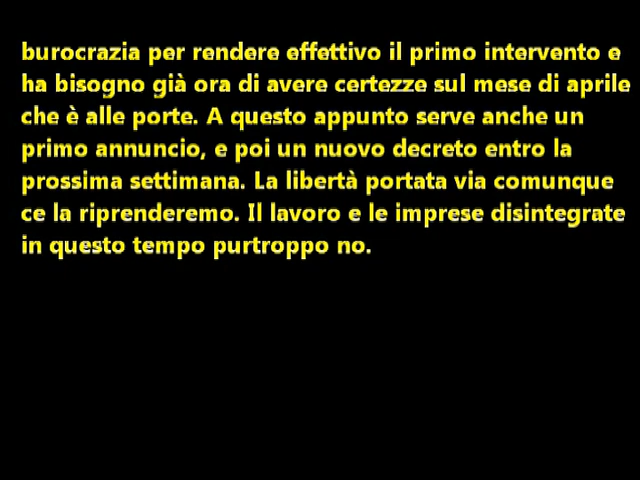 burocrazia per rendere effettivo il primo intervento e
ha bisogno già ora di avere certezze sul mese di aprile
che è alle porte. A questo appunto serve anche un
primo annuncio, e poi un nuovo decreto entro la
prossima settimana. La libertà portata via comunque
ce la riprenderemo. Il lavoro e le imprese disintegrate
in questo tempo purtroppo no.